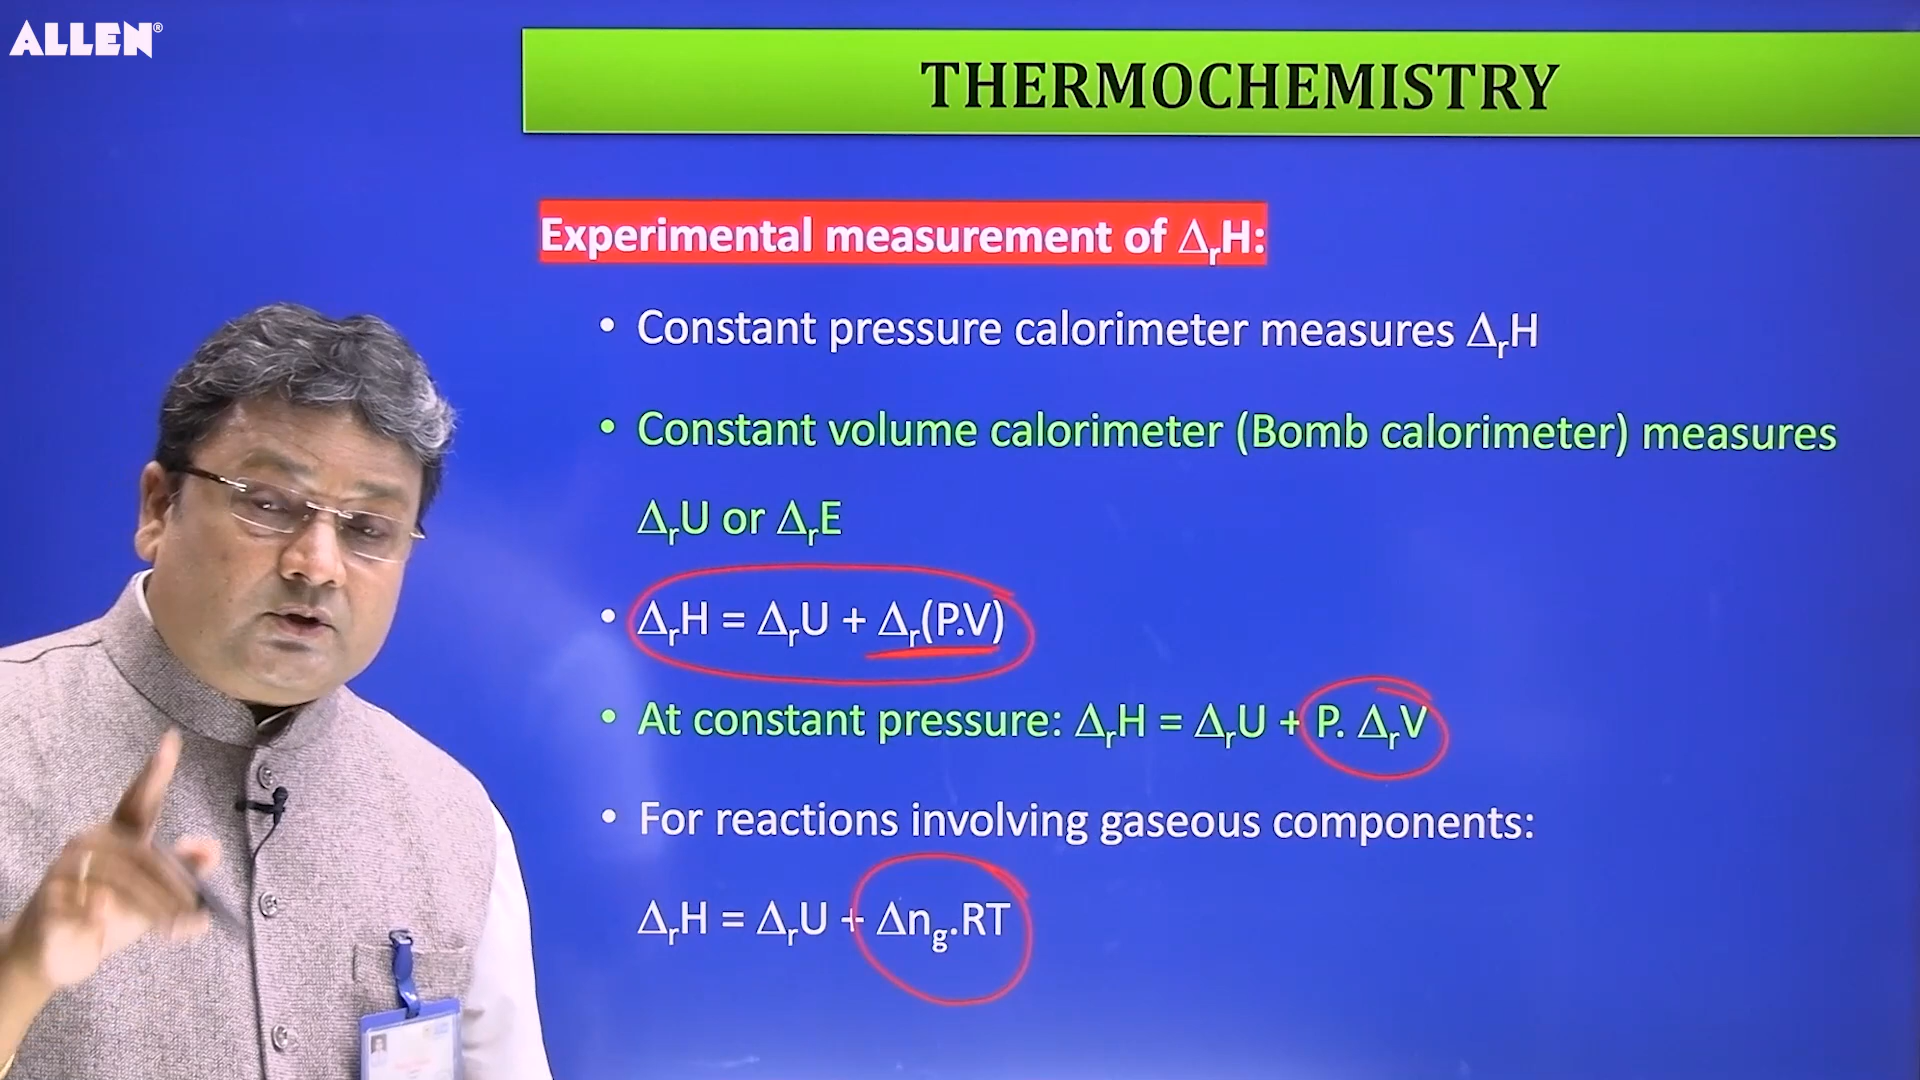 ALLEN®
THERMOCHEMISTRY
Experimental measurement of ΔrH:
• Constant pressure calorimeter measures ΔrH
• Constant volume calorimeter (Bomb calorimeter) measures
ΔrU or ΔrE
• ΔrH = ΔrU + Δr(P.V)
• At constant pressure: ΔrH = ΔrU + P. ΔrV
• For reactions involving gaseous components:
ΔrH = ΔrU + Δng.RT